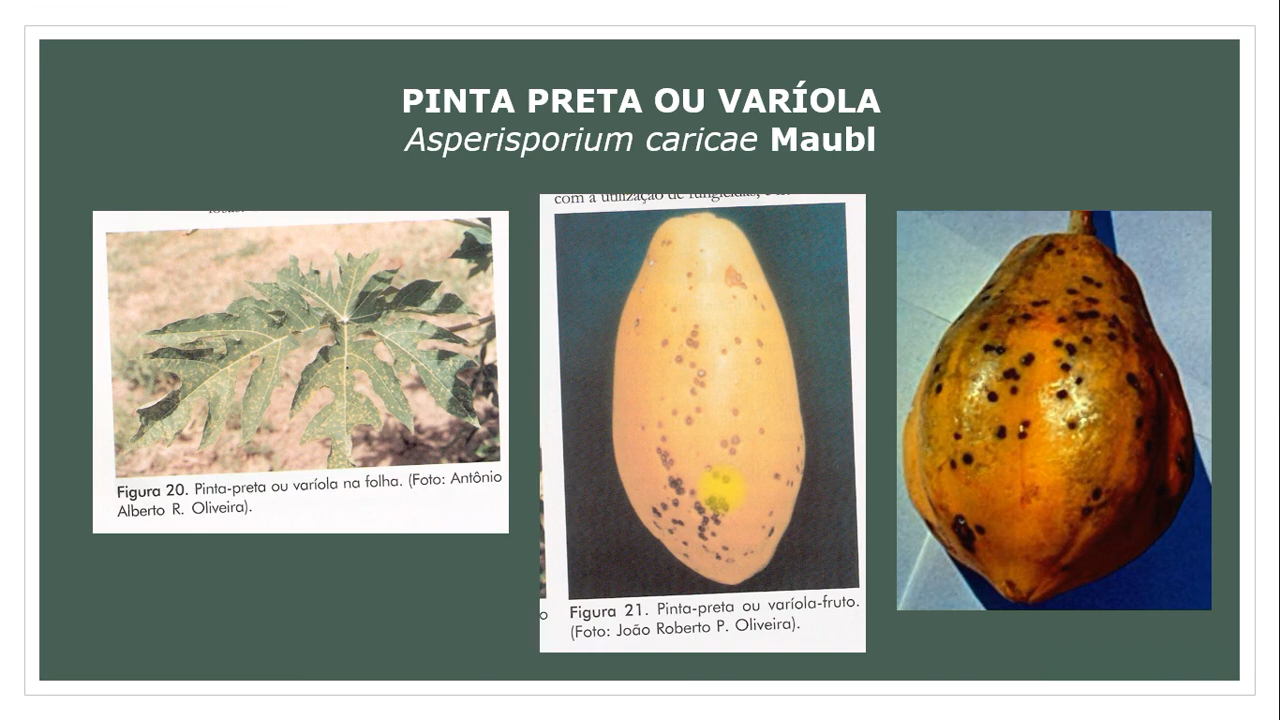 PINTA PRETA OU VARÍOLA
Asperisporium caricae Maubl
com a utilização de fungicidas,
Figura 20. Pinta-preta ou varíola na folha. (Foto: Antônio
Alberto R. Oliveira).
Figura 21. Pinta-preta ou varíola-fruto.
(Foto: João Roberto P. Oliveira).
o